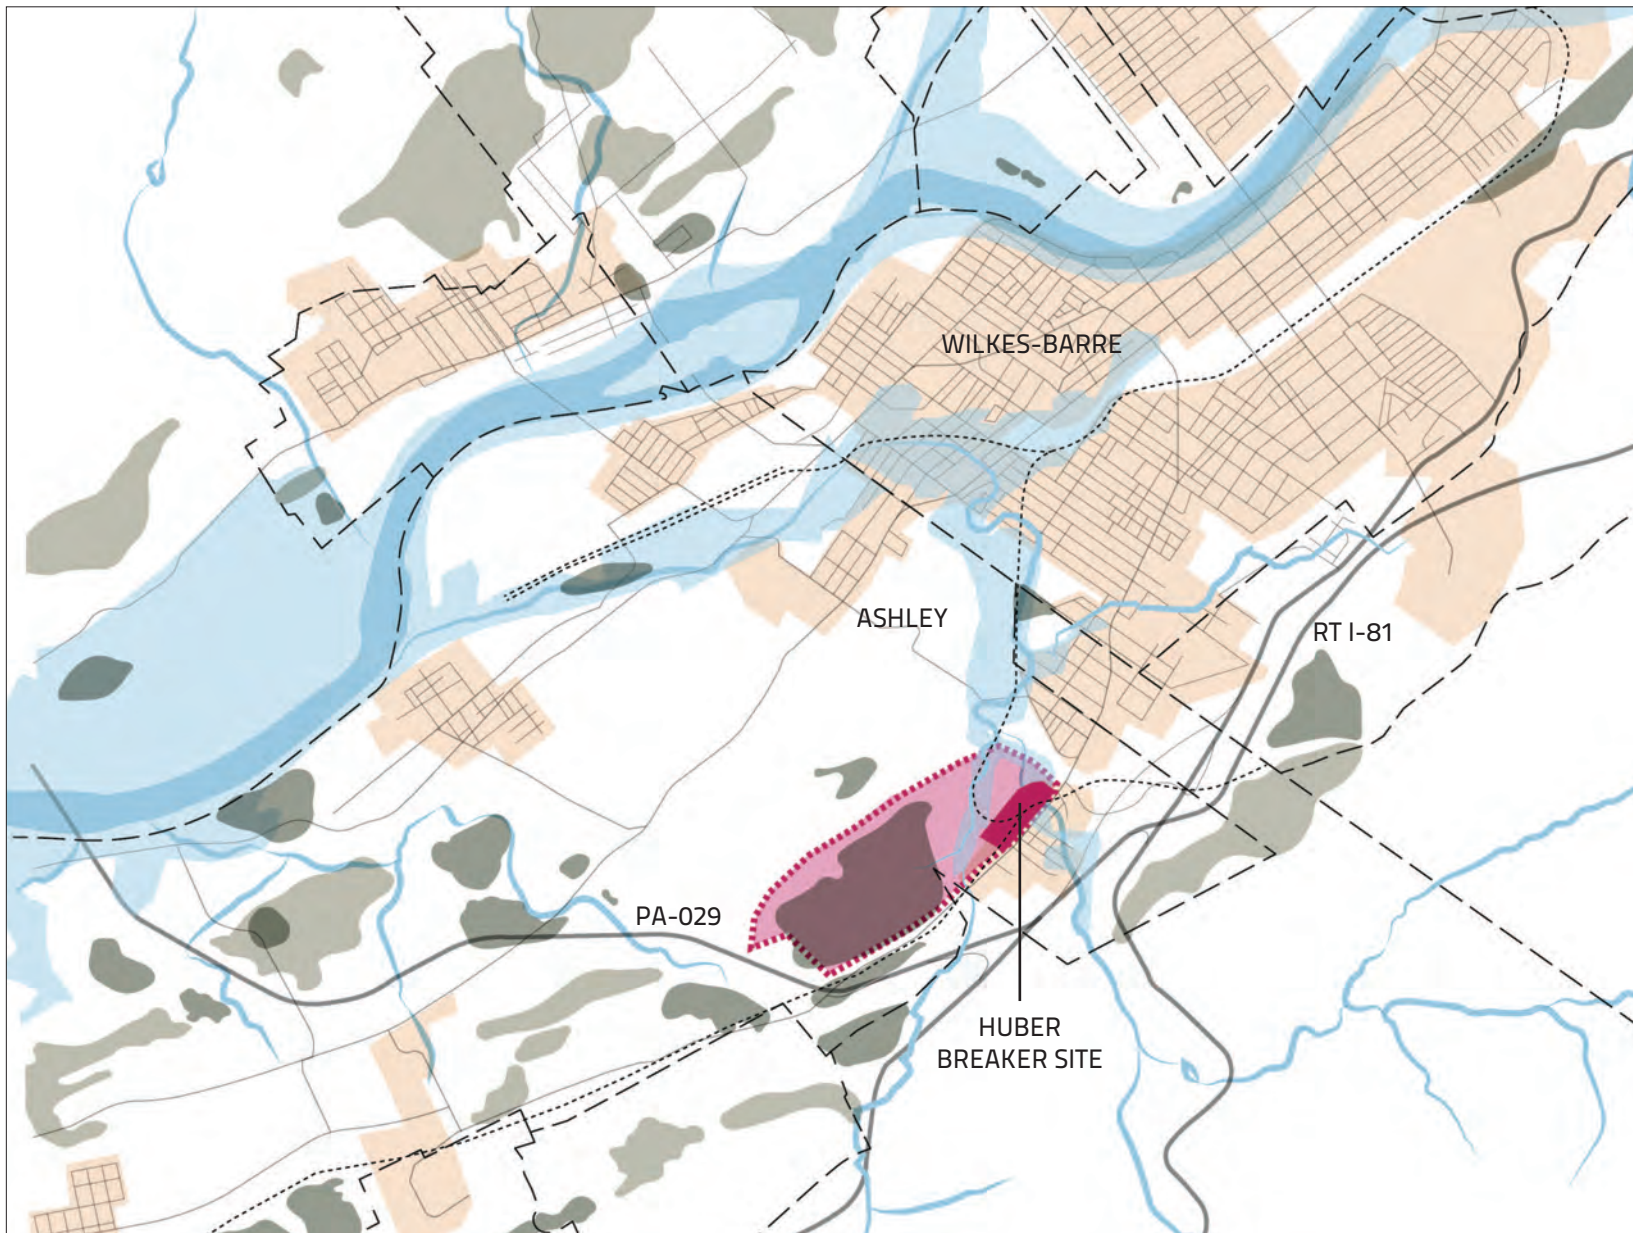 WILKES-BARRE
ASHLEY
RT I-81
PA-029
HUBER
BREAKER SITE